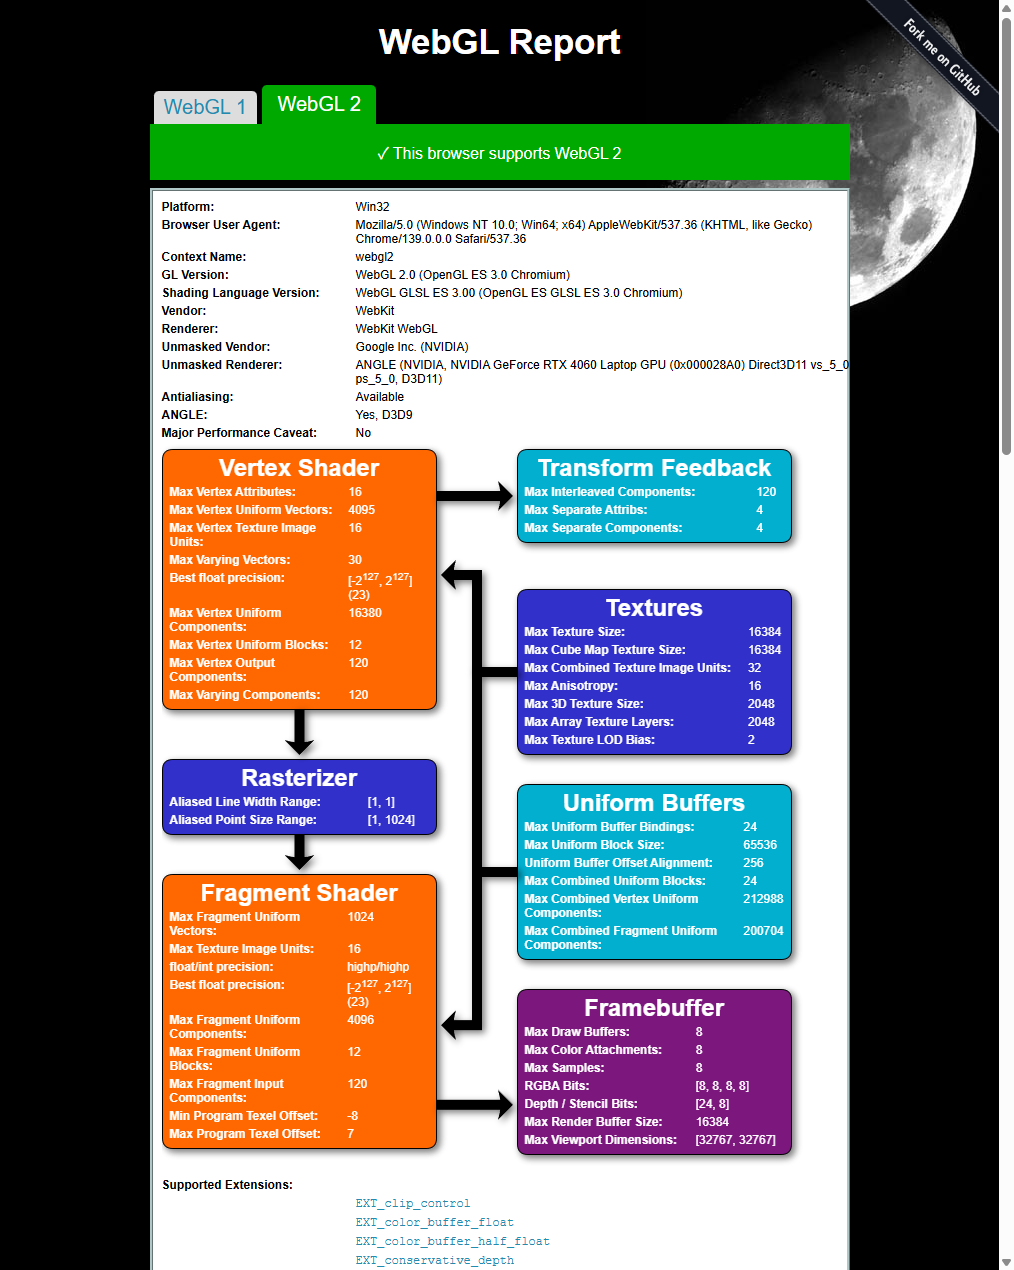 WebGL Report
Fork me on GitHub
WebGL 1
WebGL 2
✓ This browser supports WebGL 2
Platform: Win32
Browser User Agent: Mozilla/5.0 (Windows NT 10.0; Win64; x64) AppleWebKit/537.36 (KHTML, like Gecko)
Chrome/139.0.0.0 Safari/537.36
Context Name: webgl2
GL Version: WebGL 2.0 (OpenGL ES 3.0 Chromium)
Shading Language Version: WebGL GLSL ES 3.00 (OpenGL ES GLSL ES 3.0 Chromium)
Vendor: WebKit
Renderer: WebKit WebGL
Unmasked Vendor: Google Inc. (NVIDIA)
Unmasked Renderer: ANGLE (NVIDIA, NVIDIA GeForce RTX 4060 Laptop GPU (0x000028A0) Direct3D11 vs_5_0
ps_5_0, D3D11)
Antialiasing: Available
ANGLE: Yes, D3D9
Major Performance Caveat: No
Vertex Shader
Max Vertex Attributes: 16
Max Vertex Uniform Vectors: 4095
Max Vertex Texture Image
Units: 16
Max Varying Vectors: 30
Best float precision: [-2^127, 2^127]
(23)
Max Vertex Uniform
Components: 16380
Max Vertex Uniform Blocks: 12
Max Vertex Output
Components: 120
Max Varying Components: 120
Transform Feedback
Max Interleaved Components: 120
Max Separate Attribs: 4
Max Separate Components: 4
Textures
Max Texture Size: 16384
Max Cube Map Texture Size: 16384
Max Combined Texture Image Units: 32
Max Anisotropy: 16
Max 3D Texture Size: 2048
Max Array Texture Layers: 2048
Max Texture LOD Bias: 2
Rasterizer
Aliased Line Width Range: [1, 1]
Aliased Point Size Range: [1, 1024]
Uniform Buffers
Max Uniform Buffer Bindings: 24
Max Uniform Block Size: 65536
Uniform Buffer Offset Alignment: 256
Max Combined Uniform Blocks: 24
Max Combined Vertex Uniform
Components: 212988
Max Combined Fragment Uniform
Components: 200704
Fragment Shader
Max Fragment Uniform
Vectors: 1024
Max Texture Image Units: 16
float/int precision: highp/highp
Best float precision: [-2^127, 2^127]
(23)
Max Fragment Uniform
Components: 4096
Max Fragment Uniform
Blocks: 12
Max Fragment Input
Components: 120
Min Program Texel Offset: -8
Max Program Texel Offset: 7
Framebuffer
Max Draw Buffers: 8
Max Color Attachments: 8
Max Samples: 8
RGBA Bits: [8, 8, 8, 8]
Depth / Stencil Bits: [24, 8]
Max Render Buffer Size: 16384
Max Viewport Dimensions: [32767, 32767]
Supported Extensions:
EXT_clip_control
EXT_color_buffer_float
EXT_color_buffer_half_float
EXT_conservative_depth